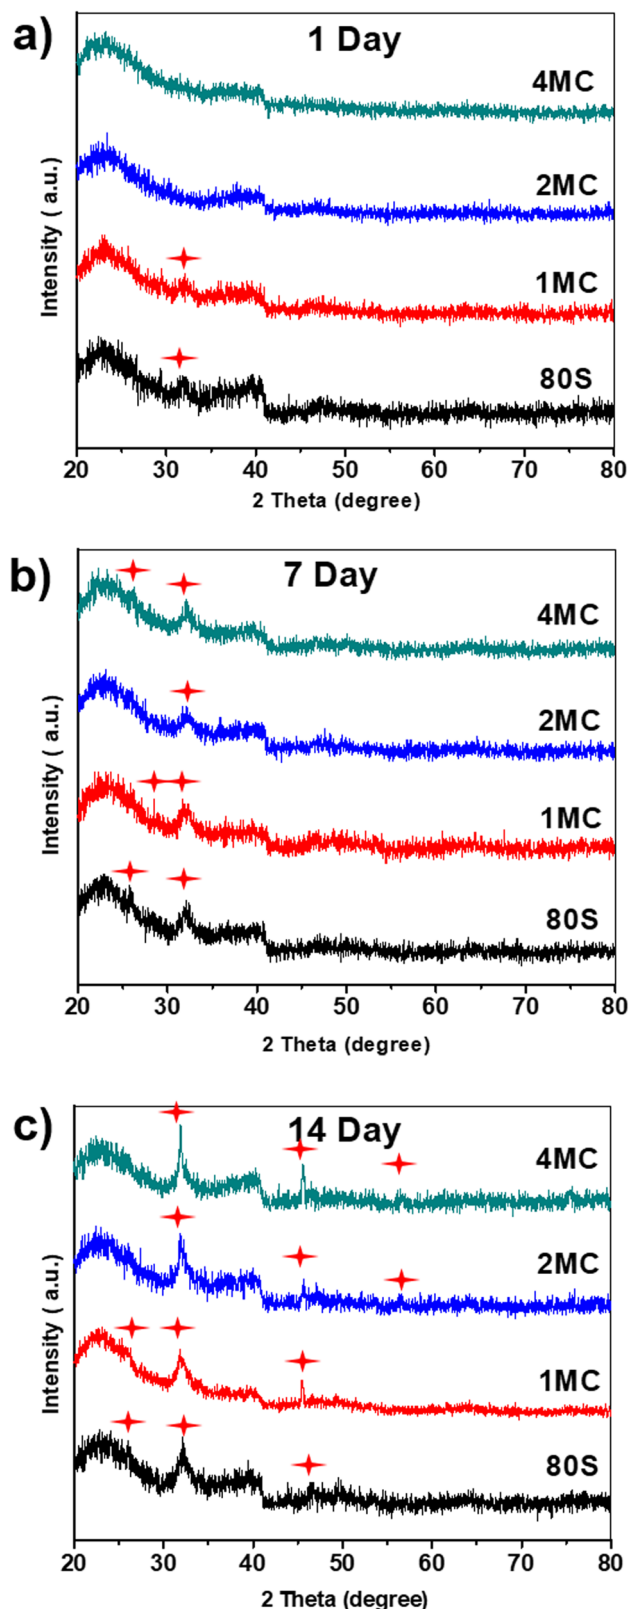 a)
1 Day
4MC
2MC
1MC
80S
Intensity ( a.u.)
20 30 40 50 60 70 80
2 Theta (degree)
b)
7 Day
4MC
2MC
1MC
80S
Intensity ( a.u.)
20 30 40 50 60 70 80
2 Theta (degree)
c)
14 Day
4MC
2MC
1MC
80S
Intensity ( a.u.)
20 30 40 50 60 70 80
2 Theta (degree)